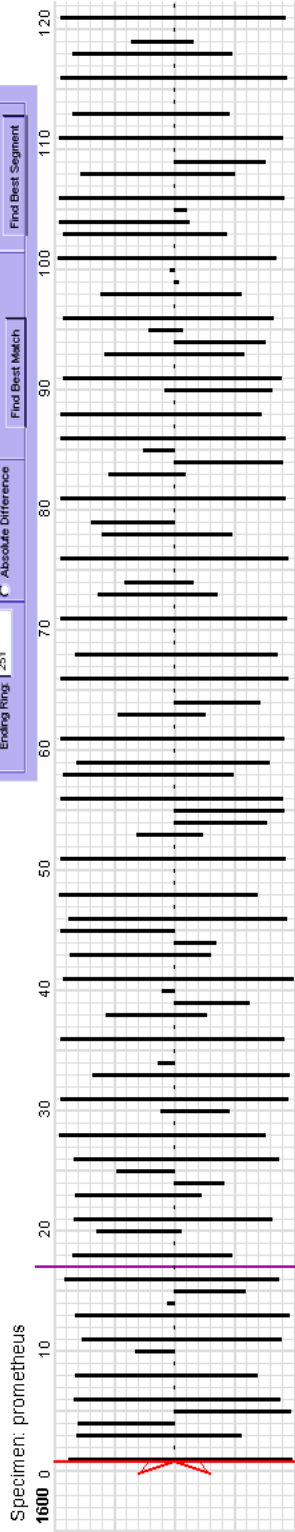 Ending Ring: 251
Absolute Difference
Find Best Match
Find Best Segment
Specimen: prometheus
1600 0 10 20 30 40 50 60 70 80 90 100 110 120